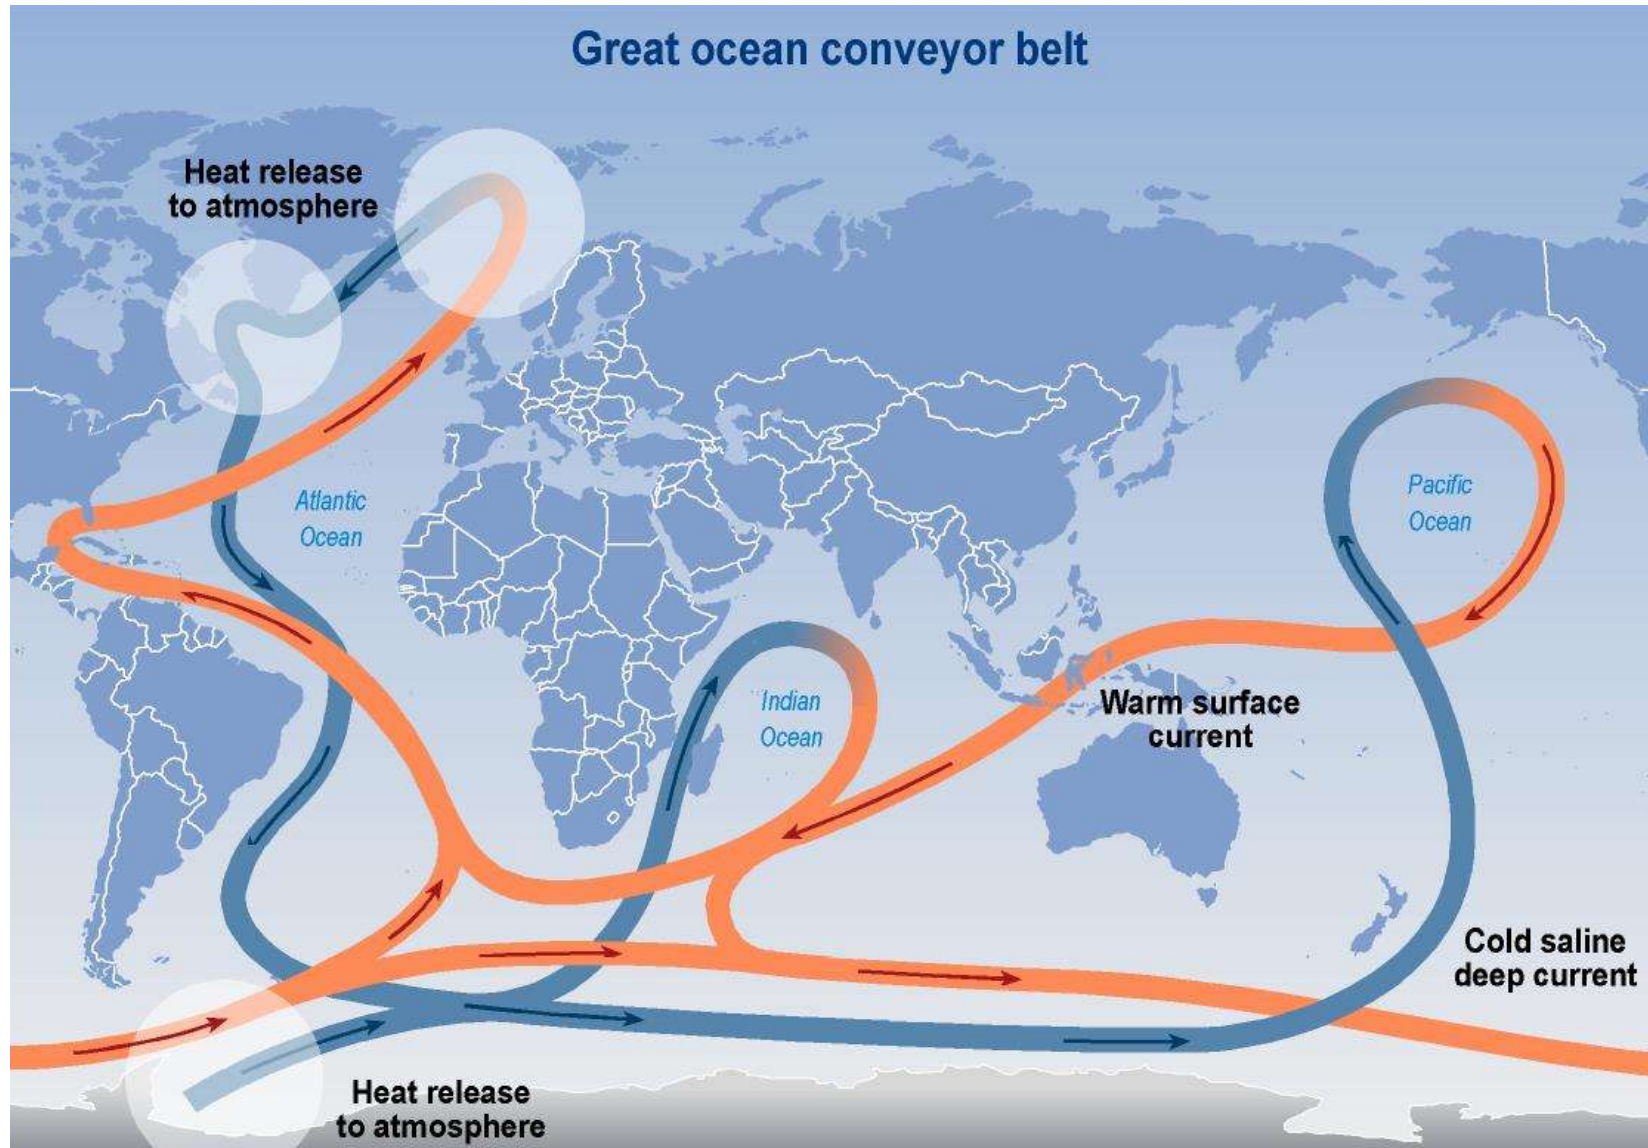 Great ocean conveyor belt
Heat release
to atmosphere
Atlantic
Ocean
Pacific
Ocean
Indian
Ocean
Warm surface
current
Cold saline
deep current
Heat release
to atmosphere